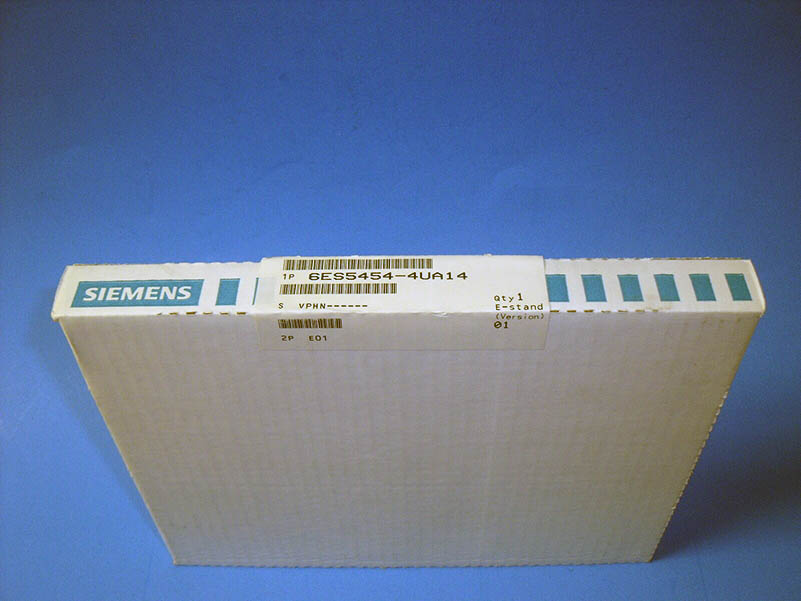 SIEMENS
1P 6ES5454-4UA14
S VPHN------
Qty 1
E-stand
(Version)
01
2P E01